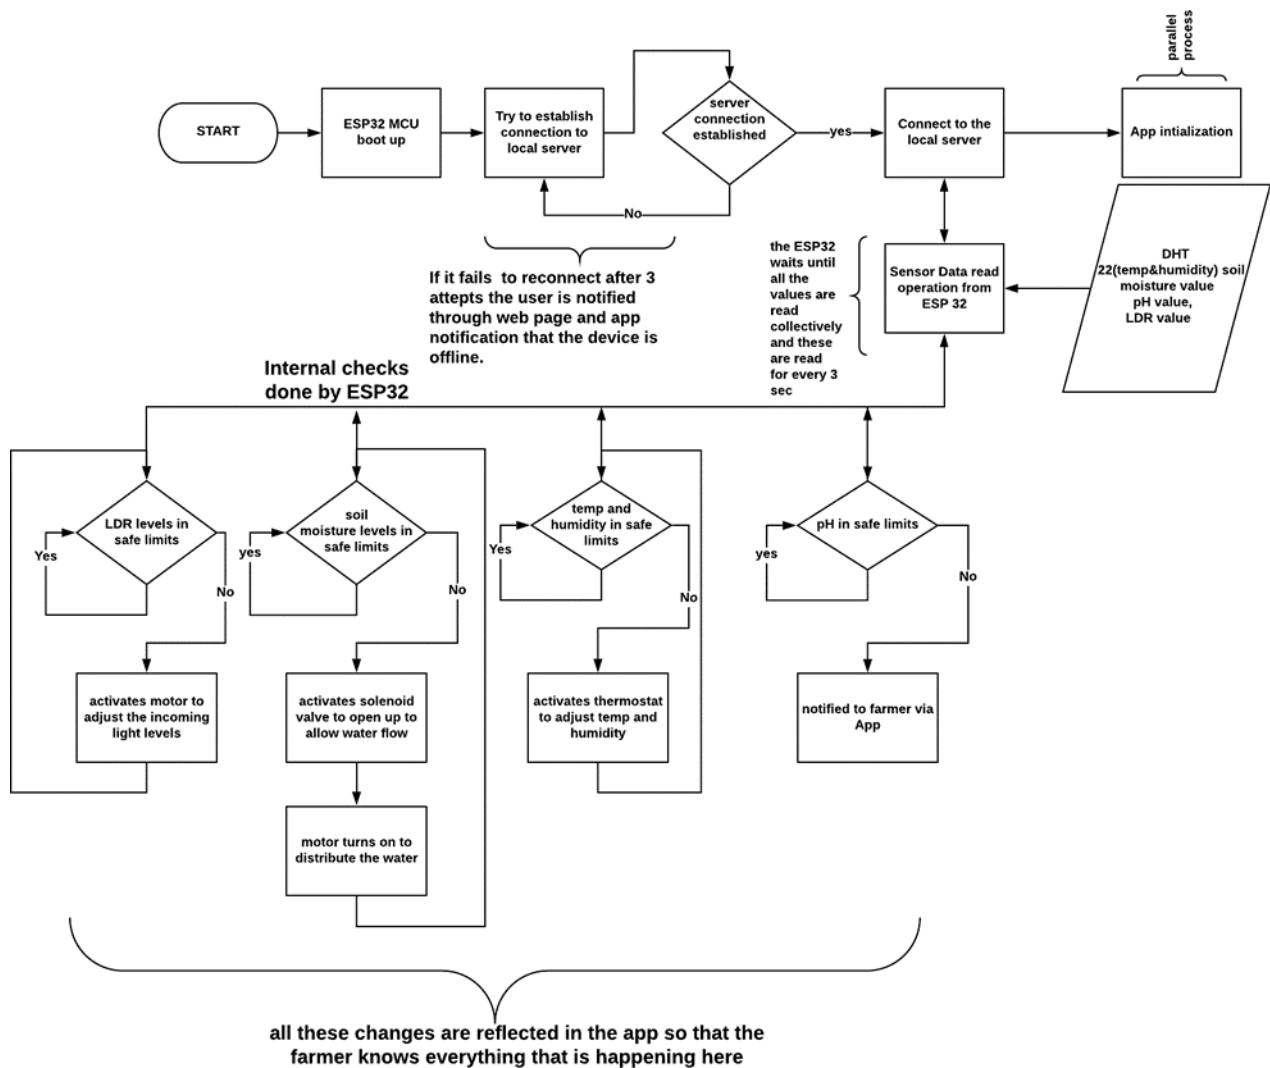 parallel
process
START
ESP32 MCU
boot up
Try to establish
connection to
local server
server
connection
established
yes
Connect to the
local server
App intialization
No
If it fails  to reconnect after 3
attepts the user is notified
through web page and app
notification that the device is
offline.
the ESP32
waits until
all the
values are
read
collectively
and these
are read
for every 3
sec
Sensor Data read
operation from
ESP 32
DHT
22(temp&humidity) soil
moisture value
pH value,
LDR value
Internal checks
done by ESP32
LDR levels in
safe limits
Yes
No
soil
moisture levels in
safe limits
yes
No
temp and
humidity in safe
limits
Yes
No
pH in safe limits
yes
No
activates motor to
adjust the incoming
light levels
activates solenoid
valve to open up to
allow water flow
activates thermostat
to adjust temp and
humidity
notified to farmer via
App
motor turns on to
distribute the water
all these changes are reflected in the app so that the
farmer knows everything that is happening here